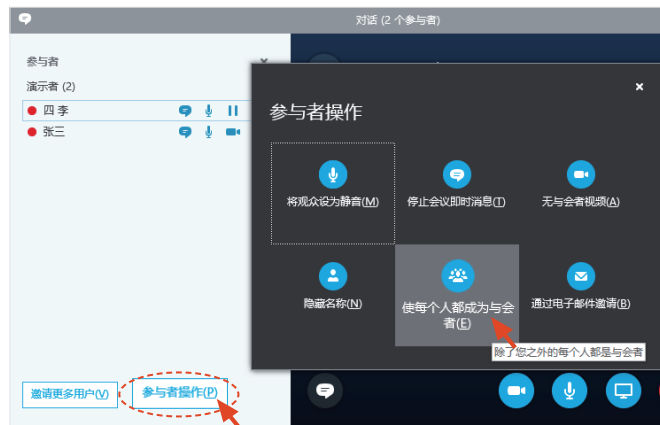 对话 (2 个参与者)
参与者
演示者 (2)
四 李
张三
参与者操作
将观众设为静音(M)
停止会议即时消息(T)
无与会者视频(A)
隐藏名称(N)
使每个人都成为与会
者(E)
通过电子邮件邀请(B)
除了您之外的每个人都是与会者
邀请更多用户(V)
参与者操作(P)